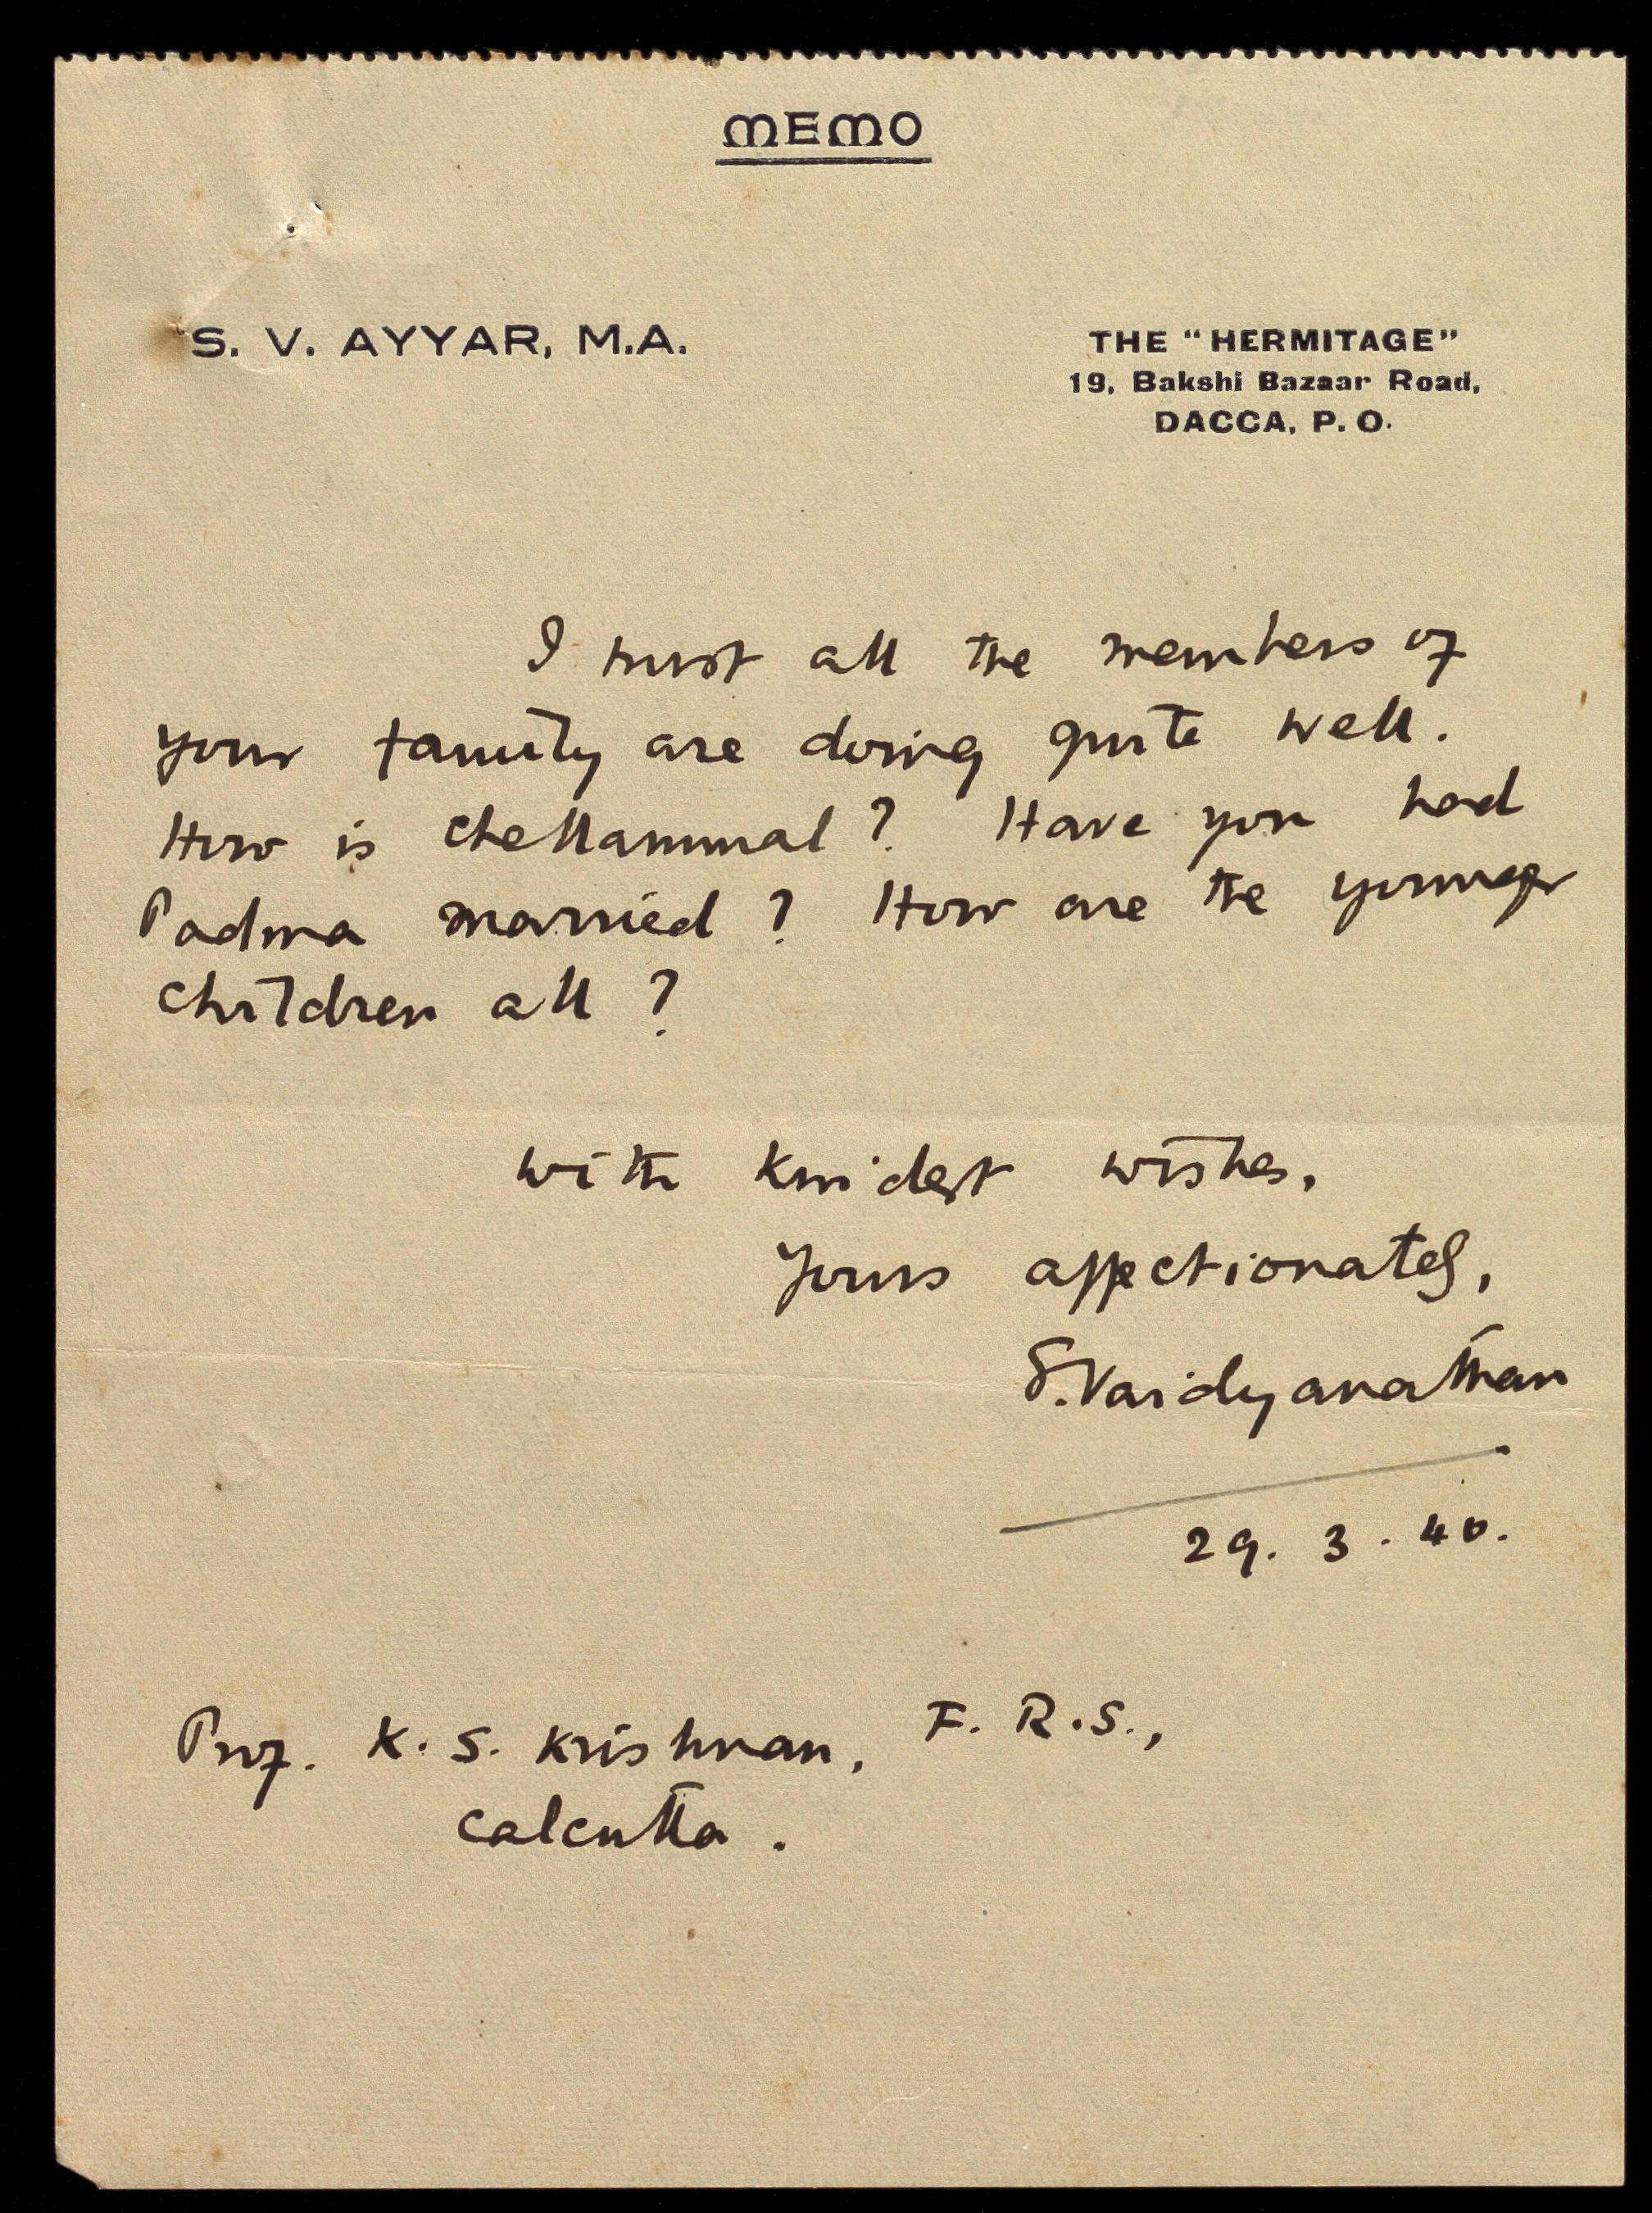 MEMO
S. V. AYYAR, M.A.
THE "HERMITAGE"
19, Bakshi Bazaar Road,
DACCA, P. O.
I trust all the members of
your family are doing quite well.
How is Chellammal? Have you had
Padma married? How are the younger
children all?
With kindest wishes,
Yours affectionately,
S. Vaidyanathan
29. 3. 40.
Prof. K. S. Krishnan, F. R. S.,
Calcutta.